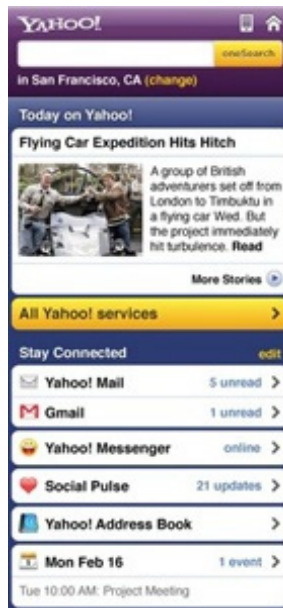 YAHOO!
oneSearch
in San Francisco, CA (change)
Today on Yahoo!
Flying Car Expedition Hits Hitch
A group of British
adventurers set off from
London to Timbuktu in
a flying car Wed. But
the project immediately
hit turbulence. Read
More Stories
All Yahoo! services
Stay Connected edit
Yahoo! Mail 5 unread
Gmail 1 unread
Yahoo! Messenger online
Social Pulse 21 updates
Yahoo! Address Book
Mon Feb 16 1 event
Tue 10:00 AM: Project Meeting